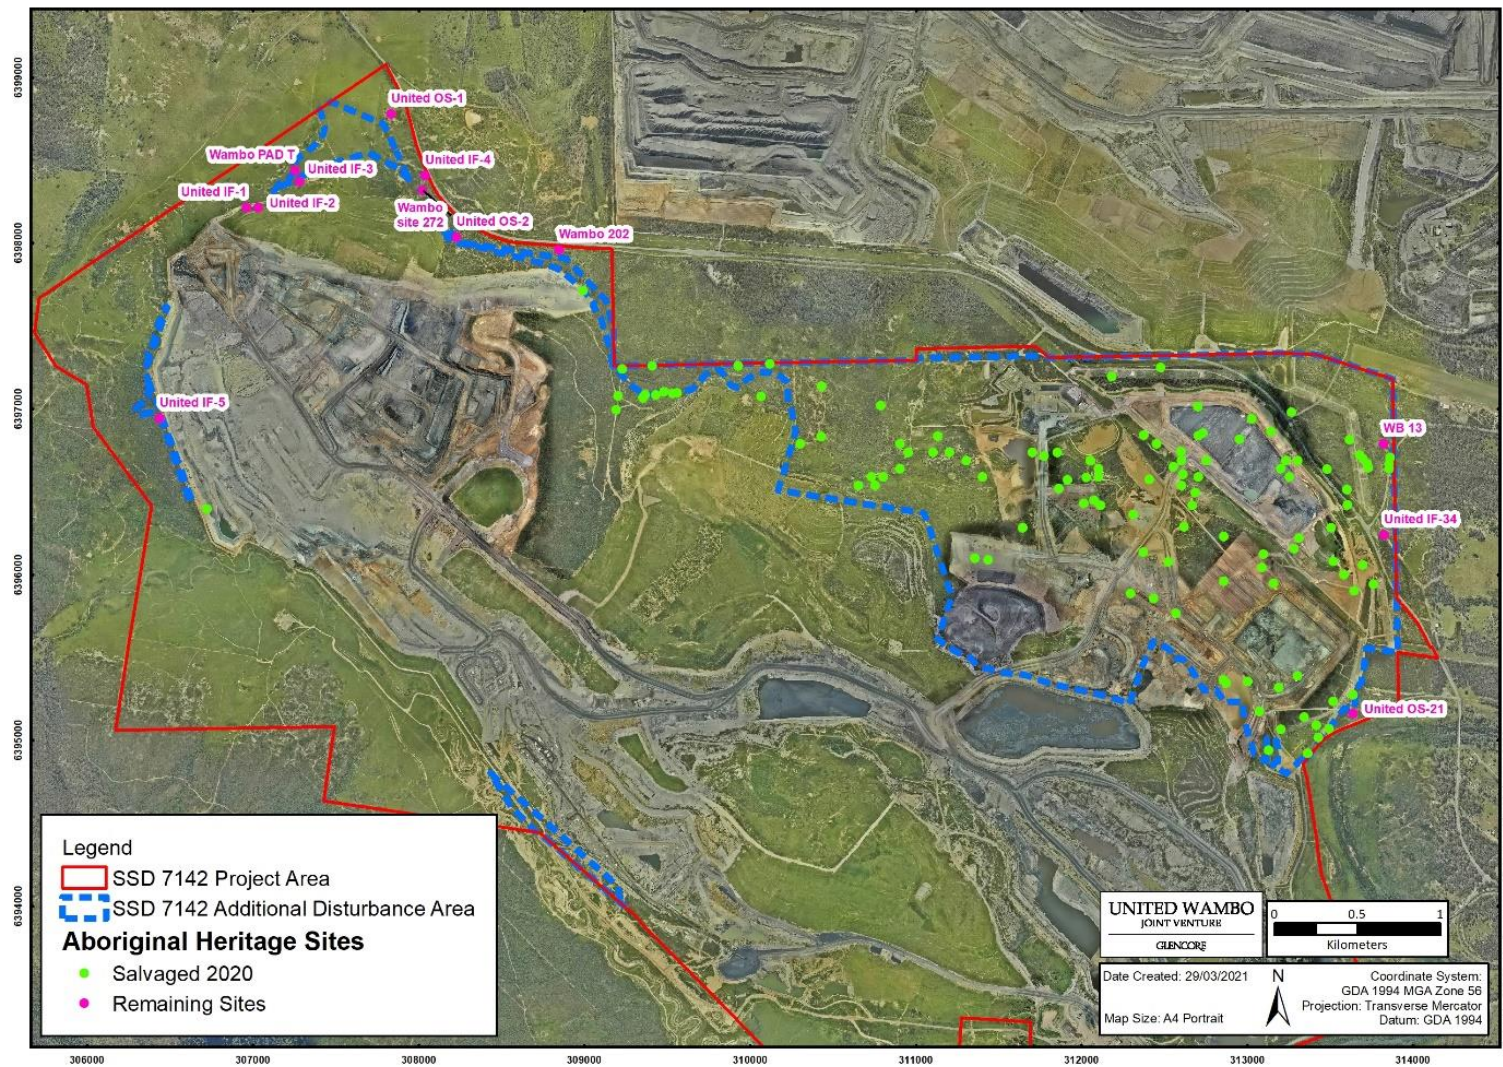 6399000
6398000
6397000
6396000
6395000
6394000
United OS-1
Wambo PAD T
United IF-4
United IF-3
United IF-1
United IF-2
Wambo
site 272
United OS-2
Wambo 202
United IF-5
WB 13
United IF-34
United OS-21
Legend
SSD 7142 Project Area
SSD 7142 Additional Disturbance Area
Aboriginal Heritage Sites
Salvaged 2020
Remaining Sites
UNITED WAMBO
JOINT VENTURE
GLENCORE
0 0.5 1
Kilometers
Date Created: 29/03/2021
Map Size: A4 Portrait
N
Coordinate System:
GDA 1994 MGA Zone 56
Projection: Transverse Mercator
Datum: GDA 1994
306000 307000 308000 309000 310000 311000 312000 313000 314000